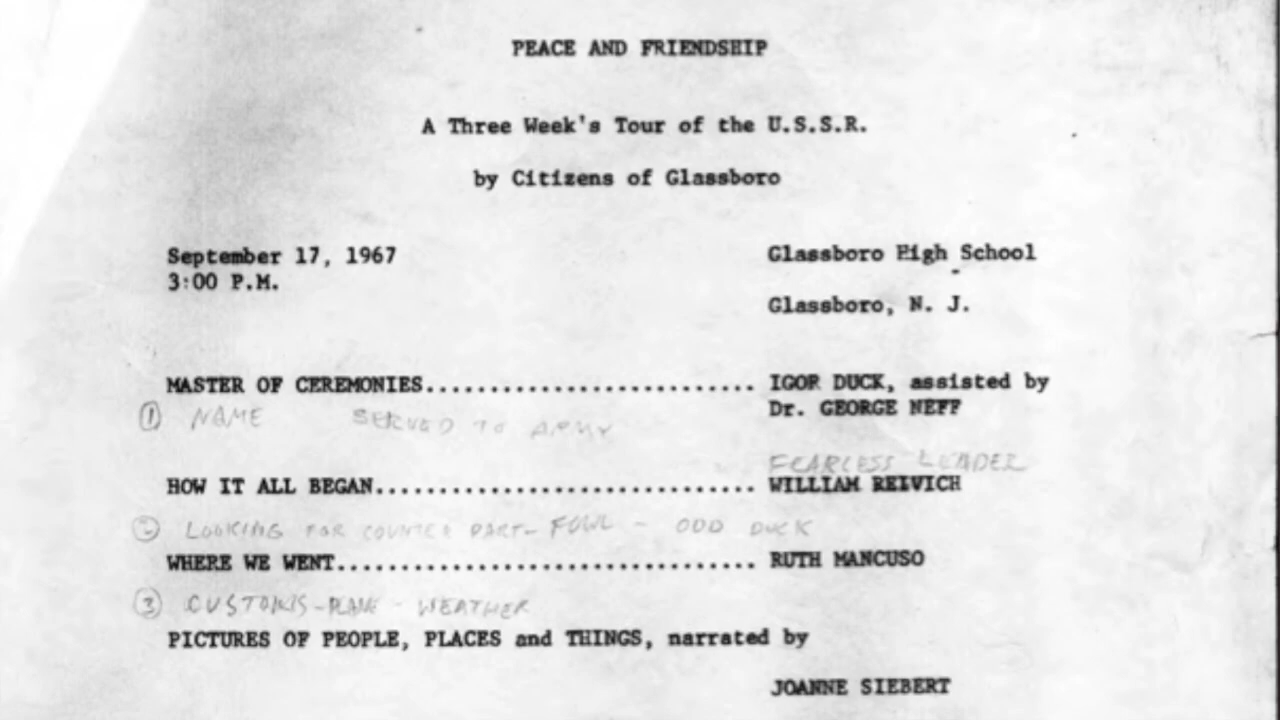 PEACE AND FRIENDSHIP
A Three Week's Tour of the U.S.S.R.
by Citizens of Glassboro
September 17, 1967 Glassboro High School
3:00 P.M.
Glassboro, N. J.
MASTER OF CEREMONIES.......................... IGOR DUCK, assisted by
Dr. GEORGE NEFF
① NAME SERVED TO ARMY
FEARLESS LEADER
HOW IT ALL BEGAN.............................. WILLIAM REIVICH
② LOOKING FOR COUNTER PART- FOWL - ODD DUCK
WHERE WE WENT................................. RUTH MANCUSO
③ CUSTOMS-PLANE - WEATHER
PICTURES OF PEOPLE, PLACES and THINGS, narrated by
JOANNE SIEBERT